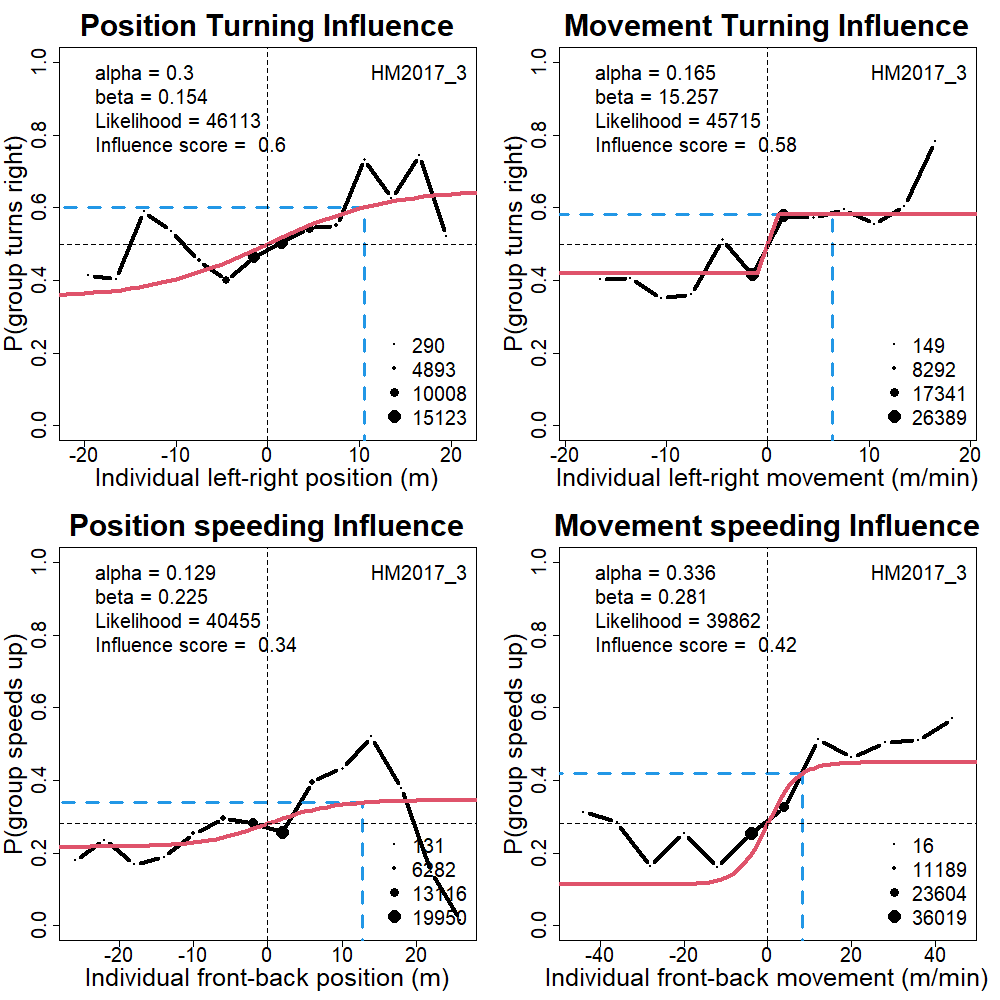 Position Turning Influence
alpha = 0.3
beta = 0.154
Likelihood = 46113
Influence score = 0.6
HM2017_3
P(group turns right)
1.0
0.8
0.6
0.4
0.2
0.0
290
4893
10008
15123
-20
-10
0
10
20
Individual left-right position (m)
Movement Turning Influence
alpha = 0.165
beta = 15.257
Likelihood = 45715
Influence score = 0.58
HM2017_3
P(group turns right)
1.0
0.8
0.6
0.4
0.2
0.0
149
8292
17341
26389
-20
-10
0
10
20
Individual left-right movement (m/min)
Position speeding Influence
alpha = 0.129
beta = 0.225
Likelihood = 40455
Influence score = 0.34
HM2017_3
P(group speeds up)
1.0
0.8
0.6
0.4
0.2
0.0
131
6282
13116
19950
-20
-10
0
10
20
Individual front-back position (m)
Movement speeding Influence
alpha = 0.336
beta = 0.281
Likelihood = 39862
Influence score = 0.42
HM2017_3
P(group speeds up)
1.0
0.8
0.6
0.4
0.2
0.0
16
11189
23604
36019
-40
-20
0
20
40
Individual front-back movement (m/min)